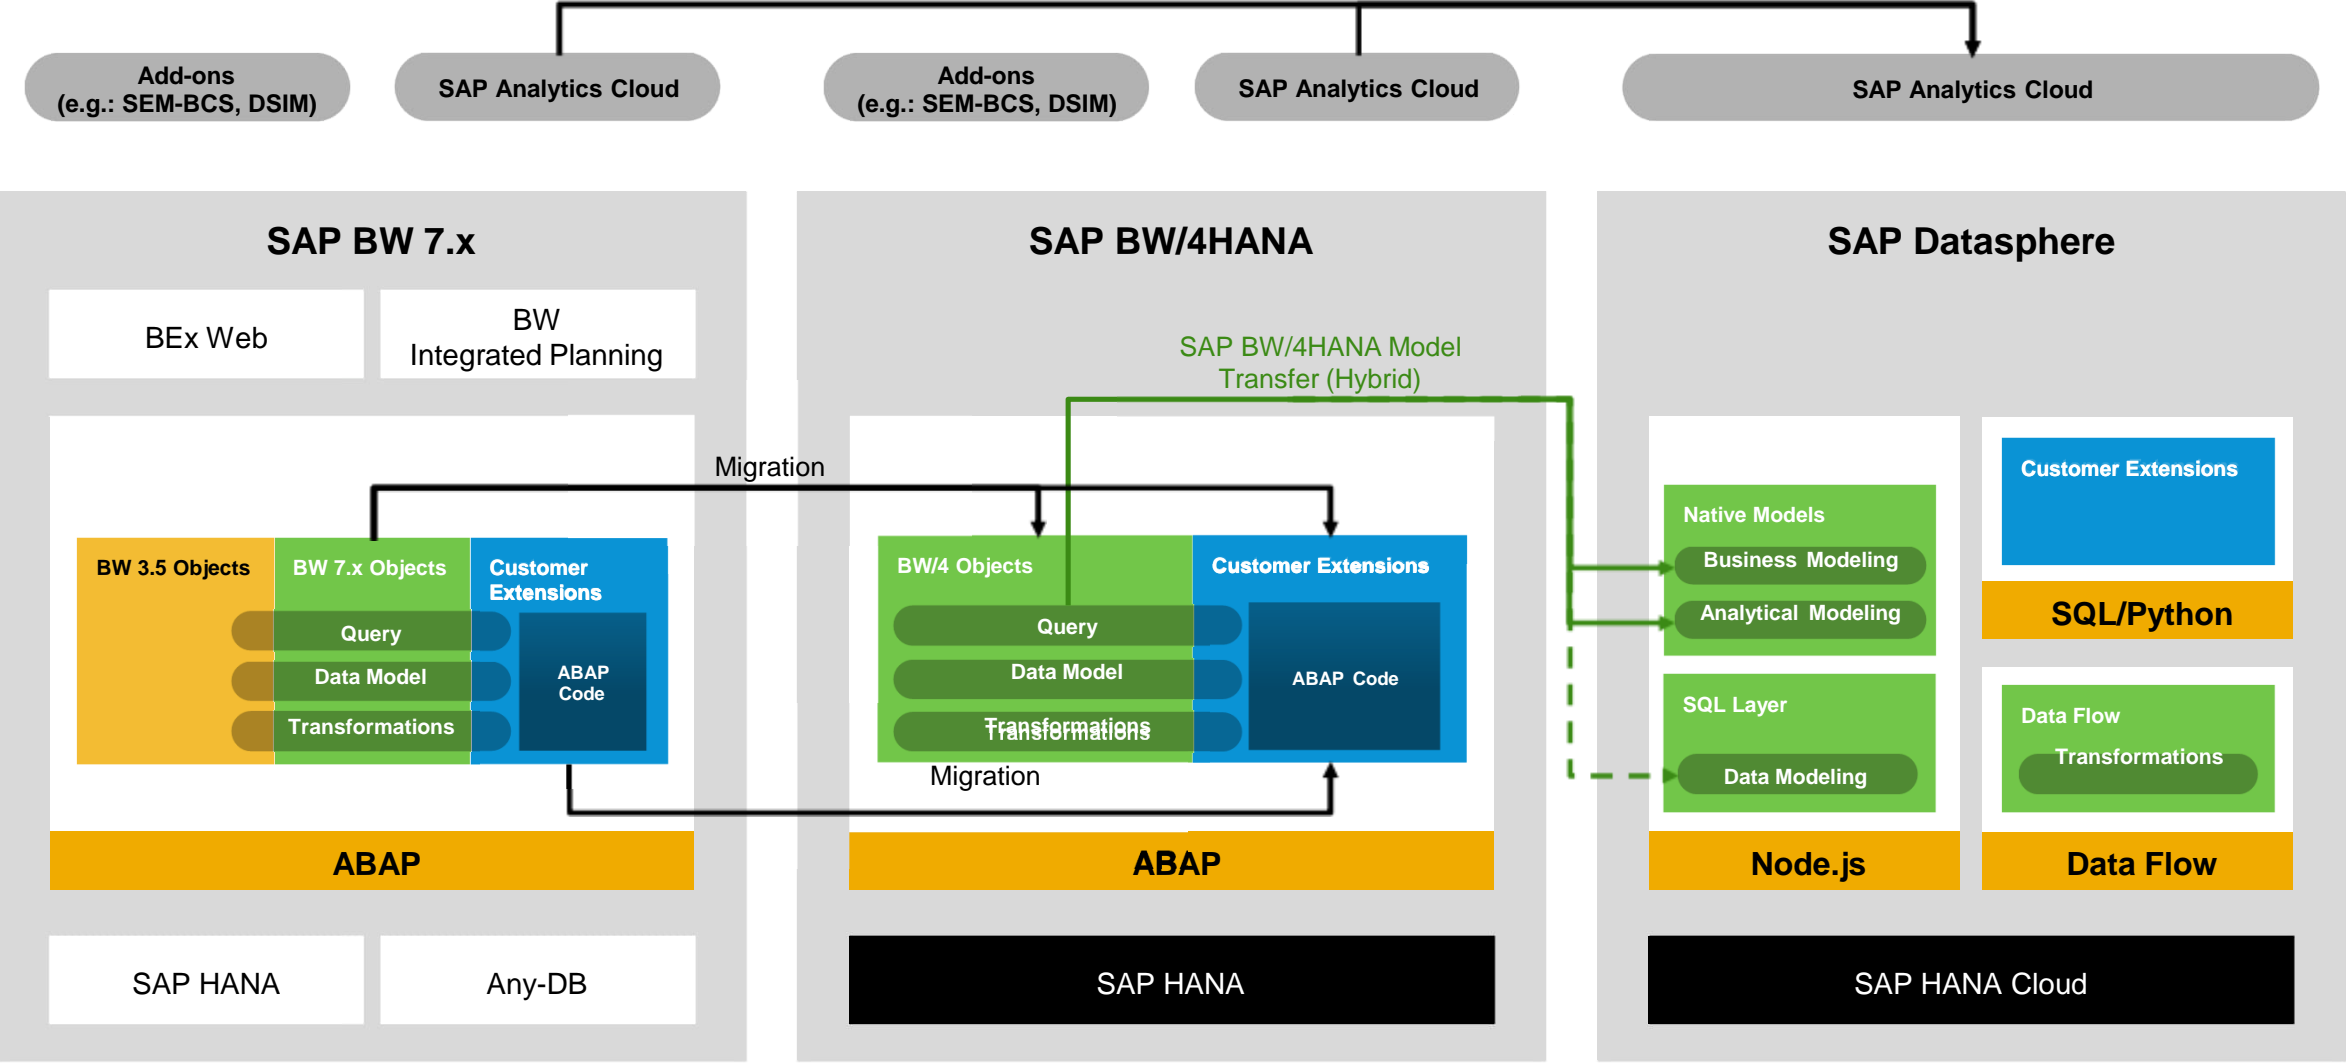 Add-ons
(e.g.: SEM-BCS, DSIM)
SAP Analytics Cloud
Add-ons
(e.g.: SEM-BCS, DSIM)
SAP Analytics Cloud
SAP Analytics Cloud
SAP BW 7.x
BEx Web
BW
Integrated Planning
BW 3.5 Objects
BW 7.x Objects
Customer
Extensions
Query
Data Model
Transformations
ABAP
Code
ABAP
SAP HANA
Any-DB
Migration
Migration
SAP BW/4HANA
SAP BW/4HANA Model
Transfer (Hybrid)
BW/4 Objects
Customer Extensions
Query
Data Model
Transformations
Transformations
ABAP Code
ABAP
SAP HANA
SAP Datasphere
Native Models
Business Modeling
Analytical Modeling
SQL Layer
Data Modeling
Node.js
Customer Extensions
SQL/Python
Data Flow
Transformations
Data Flow
SAP HANA Cloud